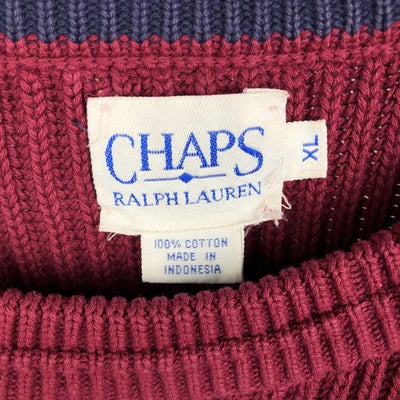 CHAPS
RALPH LAUREN
XL
100% COTTON
MADE IN
INDONESIA